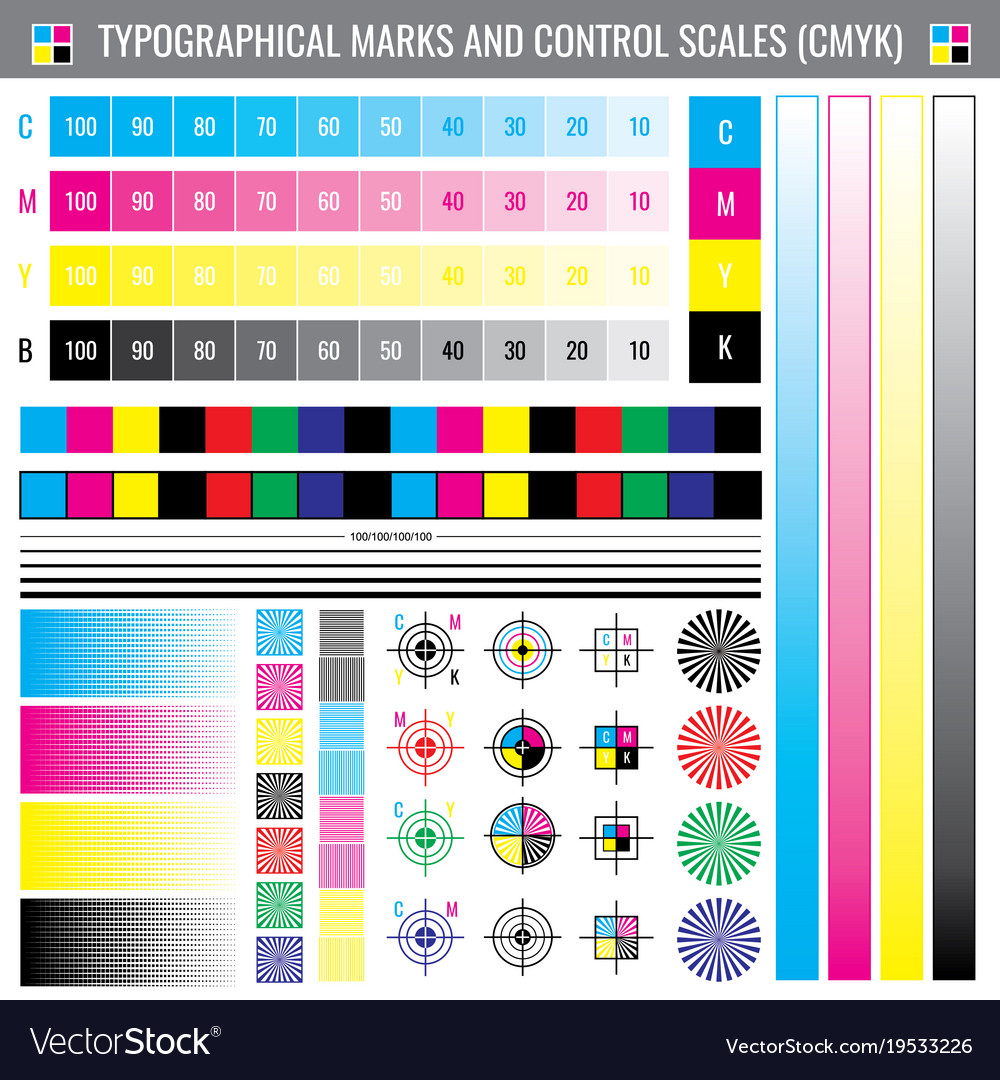 TYPOGRAPHICAL MARKS AND CONTROL SCALES (CMYK)
C 100 90 80 70 60 50 40 30 20 10
M 100 90 80 70 60 50 40 30 20 10
Y 100 90 80 70 60 50 40 30 20 10
B 100 90 80 70 60 50 40 30 20 10
C
M
Y
K
100/100/100/100
C M
Y K
C M
Y K
M Y
C M
Y K
C Y
C M
VectorStock®
VectorStock.com/19533226